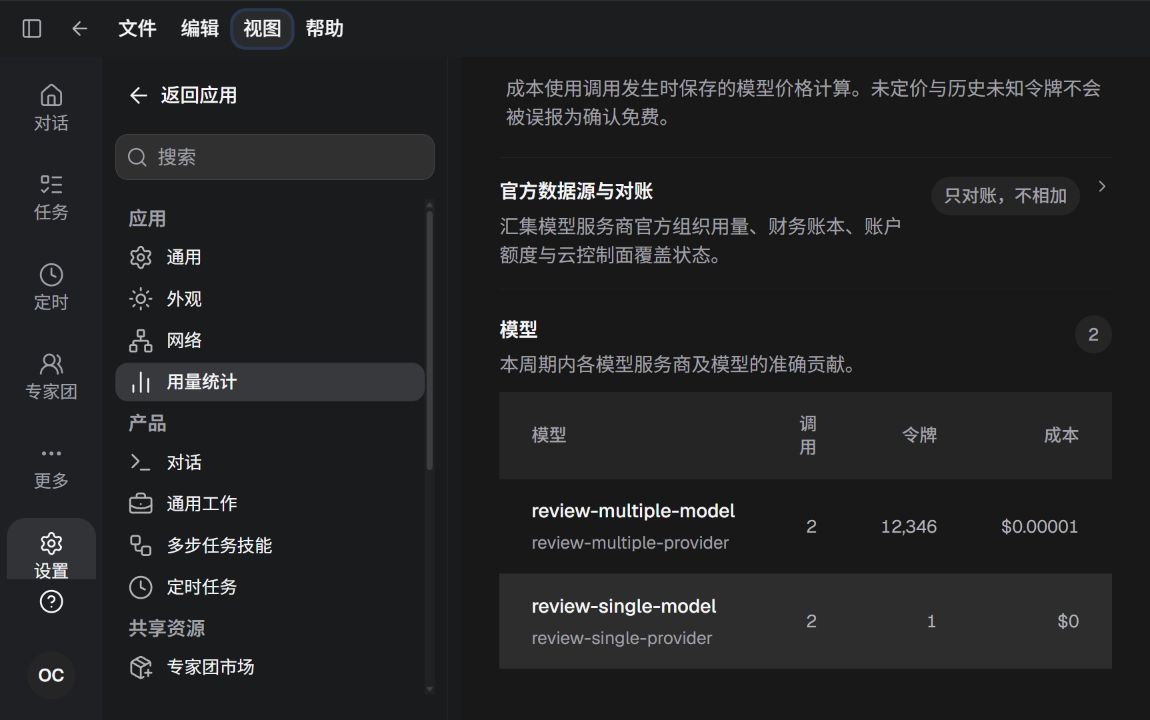 文件 编辑 视图 帮助
对话
任务
定时
专家团
更多
设置
OC
返回应用
搜索
应用
通用
外观
网络
用量统计
产品
对话
通用工作
多步任务技能
定时任务
共享资源
专家团市场
成本使用调用发生时保存的模型价格计算。未定价与历史未知令牌不会
被误报为确认免费。
官方数据源与对账
只对账，不相加
汇集模型服务商官方组织用量、财务账本、账户
额度与云控制面覆盖状态。
模型
2
本周期内各模型服务商及模型的准确贡献。
模型 调用 令牌 成本
review-multiple-model
review-multiple-provider
2 12,346 $0.00001
review-single-model
review-single-provider
2 1 $0